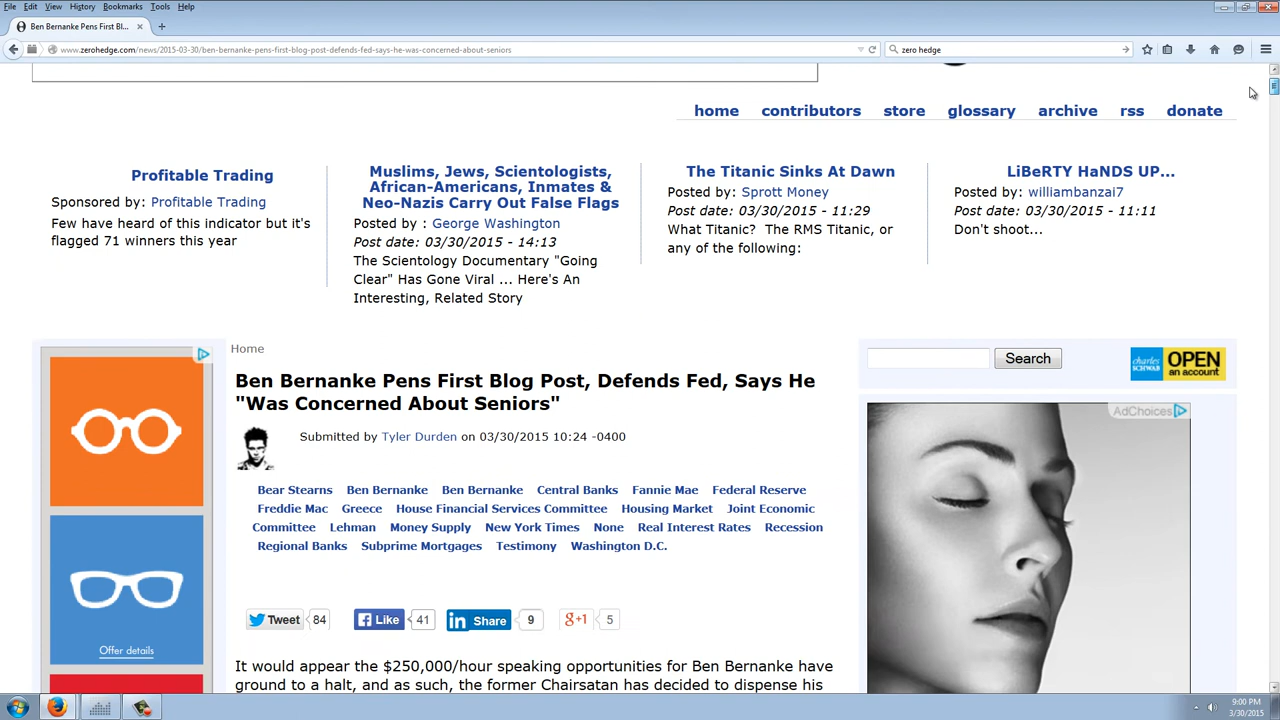 File Edit View History Bookmarks Tools Help
Ben Bernanke Pens First Bl...
www.zerohedge.com/news/2015-03-30/ben-bernanke-pens-first-blog-post-defends-fed-says-he-was-concerned-about-seniors
zero hedge
home contributors store glossary archive rss donate
Profitable Trading
Sponsored by: Profitable Trading
Few have heard of this indicator but it's
flagged 71 winners this year
Muslims, Jews, Scientologists,
African-Americans, Inmates &
Neo-Nazis Carry Out False Flags
Posted by : George Washington
Post date: 03/30/2015 - 14:13
The Scientology Documentary "Going
Clear" Has Gone Viral ... Here's An
Interesting, Related Story
The Titanic Sinks At Dawn
Posted by: Sprott Money
Post date: 03/30/2015 - 11:29
What Titanic? The RMS Titanic, or
any of the following:
LiBeRTY HaNDS UP...
Posted by: williambanzai7
Post date: 03/30/2015 - 11:11
Don't shoot...
Offer details
Home
Ben Bernanke Pens First Blog Post, Defends Fed, Says He
"Was Concerned About Seniors"
Submitted by Tyler Durden on 03/30/2015 10:24 -0400
Bear Stearns Ben Bernanke Ben Bernanke Central Banks Fannie Mae Federal Reserve
Freddie Mac Greece House Financial Services Committee Housing Market Joint Economic
Committee Lehman Money Supply New York Times None Real Interest Rates Recession
Regional Banks Subprime Mortgages Testimony Washington D.C.
Tweet 84 Like 41 Share 9 g+1 5
It would appear the $250,000/hour speaking opportunities for Ben Bernanke have
ground to a halt, and as such, the former Chairsatan has decided to dispense his
Search
charles SCHWAB OPEN an account
AdChoices
9:00 PM
3/30/2015